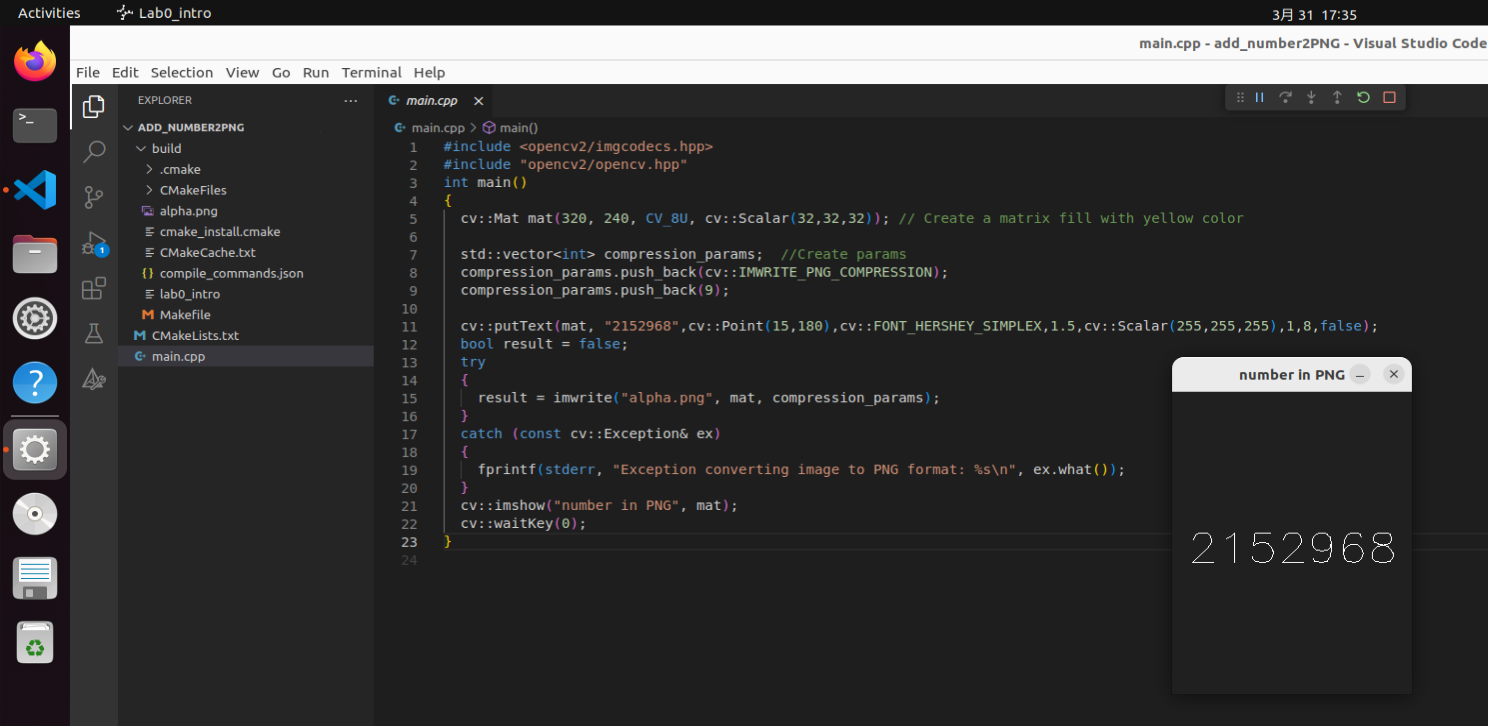 Activities
Lab0_intro
3月 31 17:35
main.cpp - add_number2PNG - Visual Studio Code
File Edit Selection View Go Run Terminal Help
EXPLORER
ADD_NUMBER2PNG
build
.cmake
CMakeFiles
alpha.png
cmake_install.cmake
CMakeCache.txt
{} compile_commands.json
lab0_intro
M Makefile
M CMakeLists.txt
main.cpp
1
main.cpp
main.cpp > main()
1 #include <opencv2/imgcodecs.hpp>
2 #include "opencv2/opencv.hpp"
3 int main()
4 {
5 cv::Mat mat(320, 240, CV_8U, cv::Scalar(32,32,32)); // Create a matrix fill with yellow color
6
7 std::vector<int> compression_params; //Create params
8 compression_params.push_back(cv::IMWRITE_PNG_COMPRESSION);
9 compression_params.push_back(9);
10
11 cv::putText(mat, "2152968",cv::Point(15,180),cv::FONT_HERSHEY_SIMPLEX,1.5,cv::Scalar(255,255,255),1,8,false);
12 bool result = false;
13 try
14 {
15 result = imwrite("alpha.png", mat, compression_params);
16 }
17 catch (const cv::Exception& ex)
18 {
19 fprintf(stderr, "Exception converting image to PNG format: %s\n", ex.what());
20 }
21 cv::imshow("number in PNG", mat);
22 cv::waitKey(0);
23 }
24
number in PNG
2152968